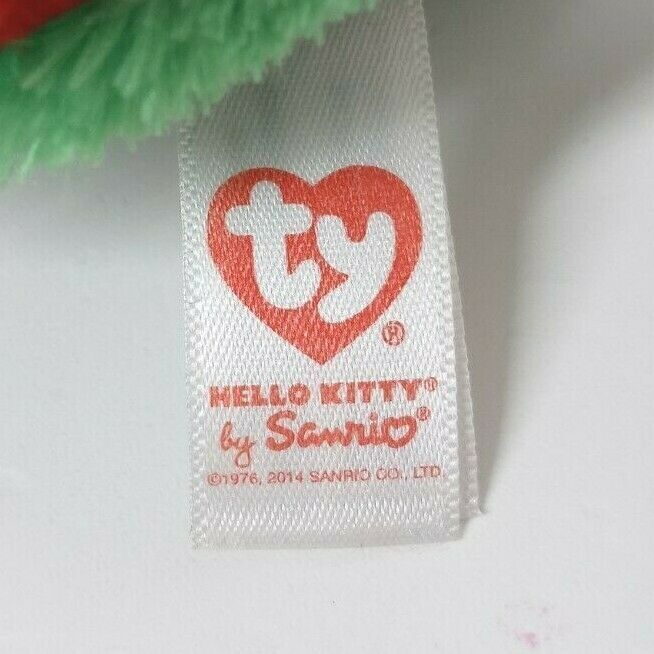 ty®
HELLO KITTY®
by Sanrio®
©1976, 2014 SANRIO CO., LTD.